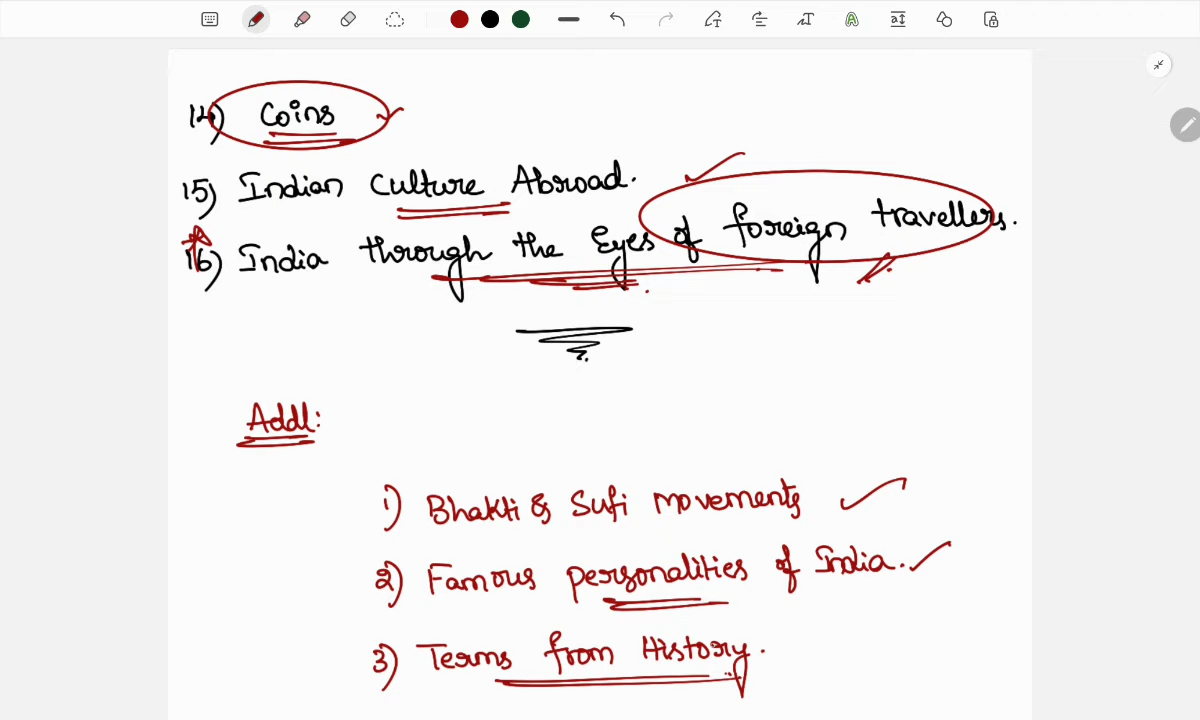 14) Coins
15) Indian Culture Abroad.
16) India through the Eyes of foreign travellers.
Addl:
1) Bhakti & Sufi Movements
2) Famous personalities of India.
3) Terms from History.